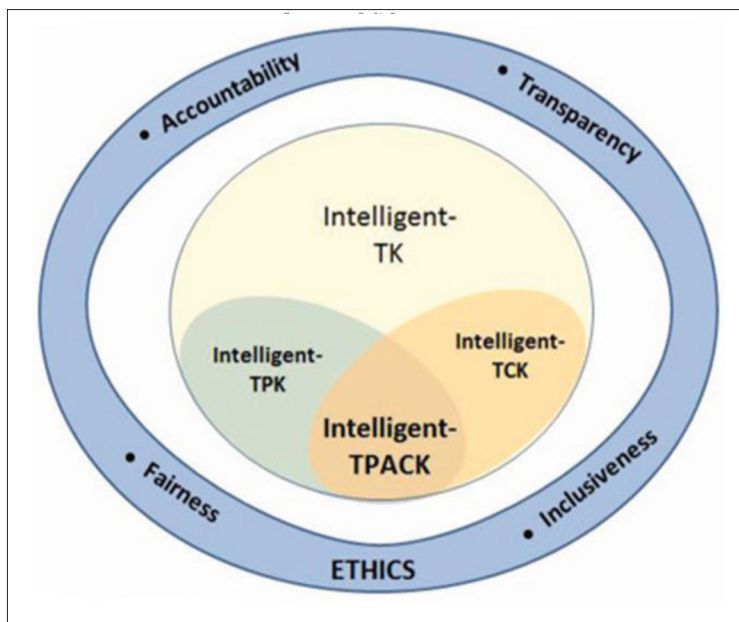 • Accountability
• Transparency
Intelligent-
TK
Intelligent-
TPK
Intelligent-
TCK
Intelligent-
TPACK
• Fairness
• Inclusiveness
ETHICS